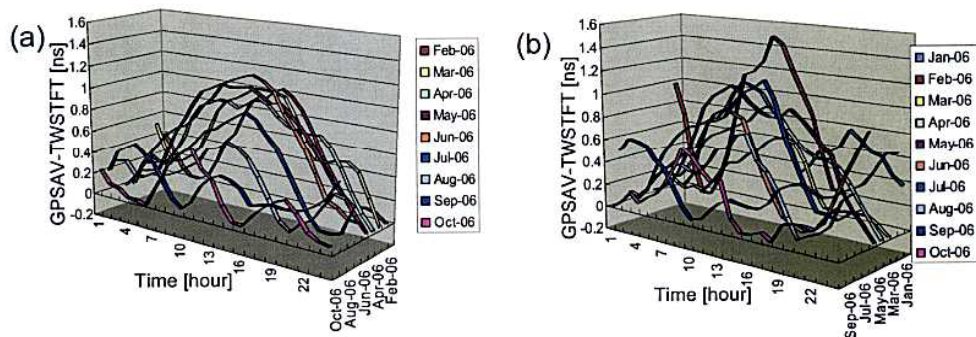 (a)
GPSAV-TWSTFT [ns]
1.6
1.4
1.2
1
0.8
0.6
0.4
0.2
0
-0.2
1
4
7
10
13
16
19
22
Time [hour]
Oct-06
Aug-06
Jun-06
Apr-06
Feb-06
Feb-06
Mar-06
Apr-06
May-06
Jun-06
Jul-06
Aug-06
Sep-06
Oct-06
(b)
GPSAV-TWSTFT [ns]
1.6
1.4
1.2
1
0.8
0.6
0.4
0.2
0
-0.2
1
4
7
10
13
16
19
22
Time [hour]
Sep-06
Jul-06
May-06
Mar-06
Jan-06
Jan-06
Feb-06
Mar-06
Apr-06
May-06
Jun-06
Jul-06
Aug-06
Sep-06
Oct-06